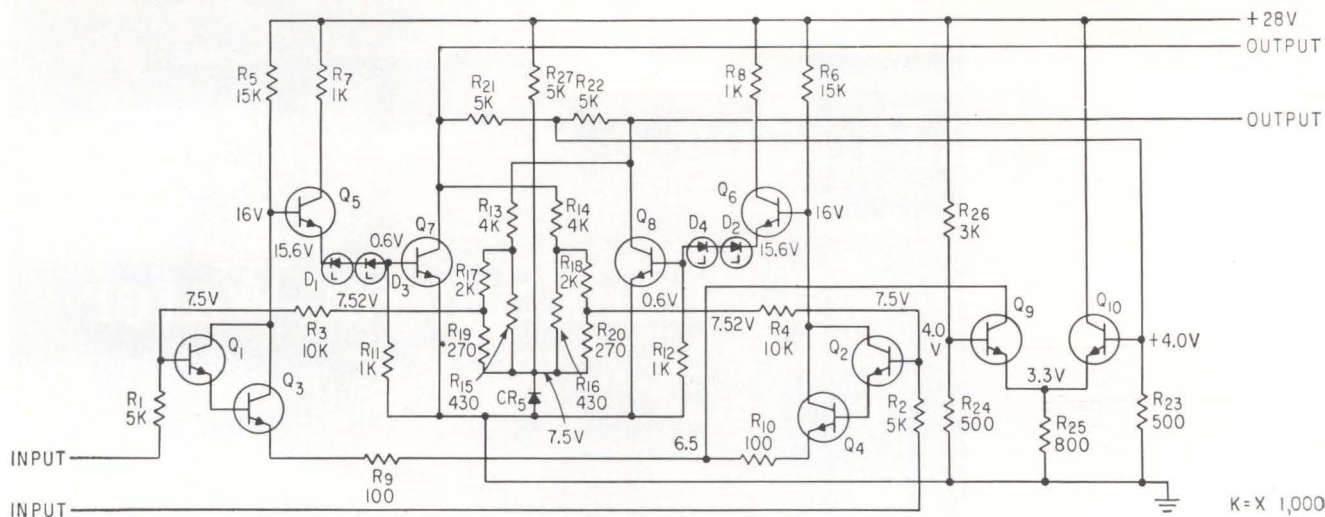 +28V
OUTPUT
R5
15K
R7
1K
R21
5K
R27
5K
R22
5K
R8
1K
R6
15K
OUTPUT
Q5
16V
15.6V
0.6V
Q7
R13
4K
R14
4K
Q8
D4
D2
Q6
16V
15.6V
R26
3K
D1
D3
7.52V
R17
2K
R18
2K
0.6V
7.5V
R3
10K
7.52V
R4
10K
7.5V
4.0
V
Q9
Q10
+4.0V
Q1
R11
1K
R19
270
R20
270
R12
1K
Q2
3.3V
Q3
R15
430
R16
430
CR5
7.5V
R1
5K
R2
5K
R24
500
R25
800
R23
500
Q4
R10
100
6.5
INPUT
R9
100
INPUT
K=X 1,000